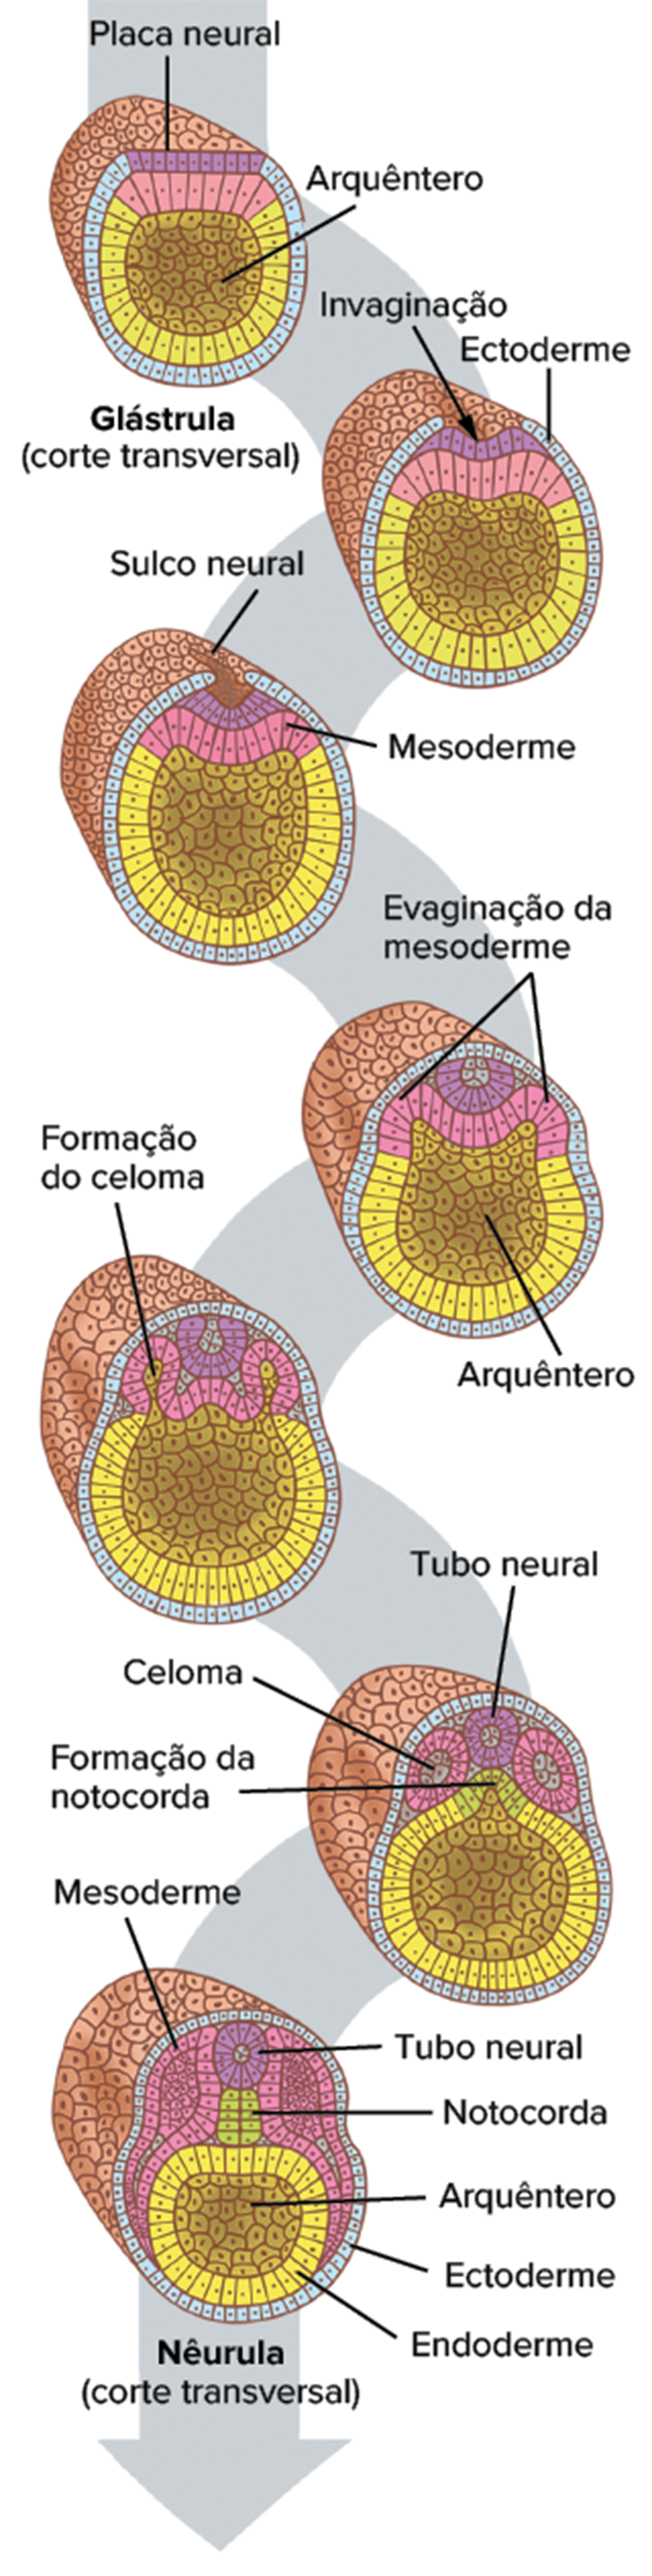 Placa neural
Arquêntero
Invaginação
Ectoderme
Glástrula
(corte transversal)
Sulco neural
Mesoderme
Evaginação da
mesoderme
Formação
do celoma
Arquêntero
Tubo neural
Celoma
Formação da
notocorda
Mesoderme
Tubo neural
Notocorda
Arquêntero
Ectoderme
Endoderme
Nêurula
(corte transversal)